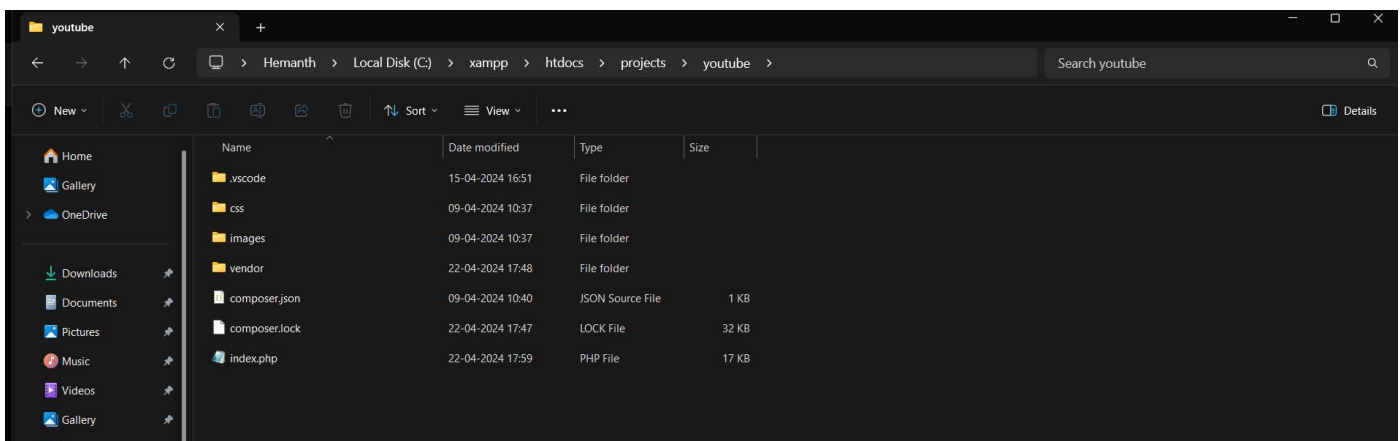 youtube
Hemanth > Local Disk (C:) > xampp > htdocs > projects > youtube >
Search youtube
New Sort View ... Details
Name Date modified Type Size
Home
Gallery
OneDrive
Downloads
Documents
Pictures
Music
Videos
Gallery
.vscode 15-04-2024 16:51 File folder
css 09-04-2024 10:37 File folder
images 09-04-2024 10:37 File folder
vendor 22-04-2024 17:48 File folder
composer.json 09-04-2024 10:40 JSON Source File 1 KB
composer.lock 22-04-2024 17:47 LOCK File 32 KB
index.php 22-04-2024 17:59 PHP File 17 KB